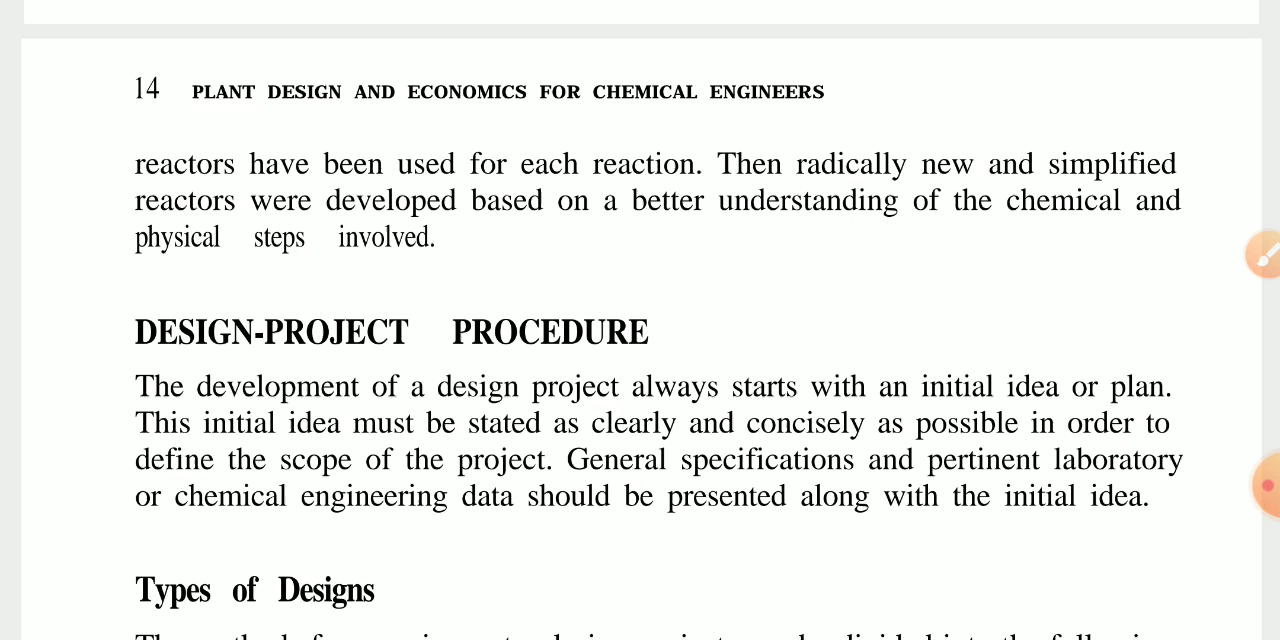 14 PLANT DESIGN AND ECONOMICS FOR CHEMICAL ENGINEERS
reactors have been used for each reaction. Then radically new and simplified
reactors were developed based on a better understanding of the chemical and
physical steps involved.
DESIGN-PROJECT PROCEDURE
The development of a design project always starts with an initial idea or plan.
This initial idea must be stated as clearly and concisely as possible in order to
define the scope of the project. General specifications and pertinent laboratory
or chemical engineering data should be presented along with the initial idea.
Types of Designs